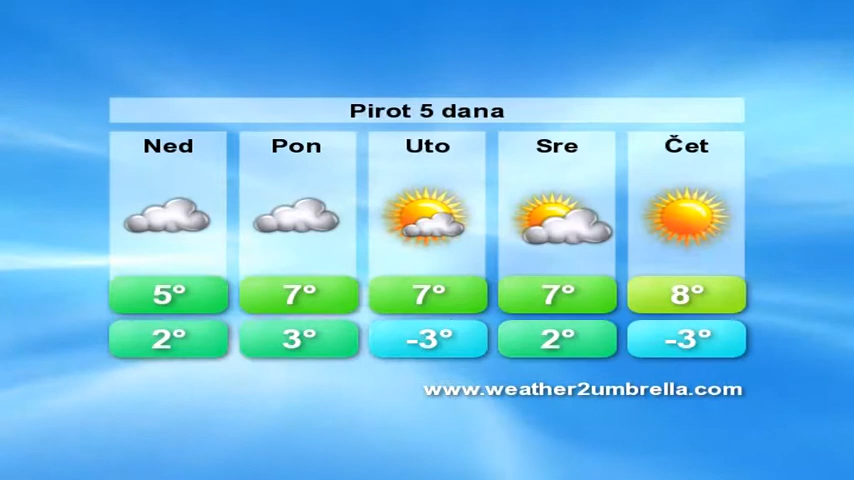 Pirot 5 dana
Ned Pon Uto Sre Čet
5° 7° 7° 7° 8°
2° 3° -3° 2° -3°
www.weather2umbrella.com